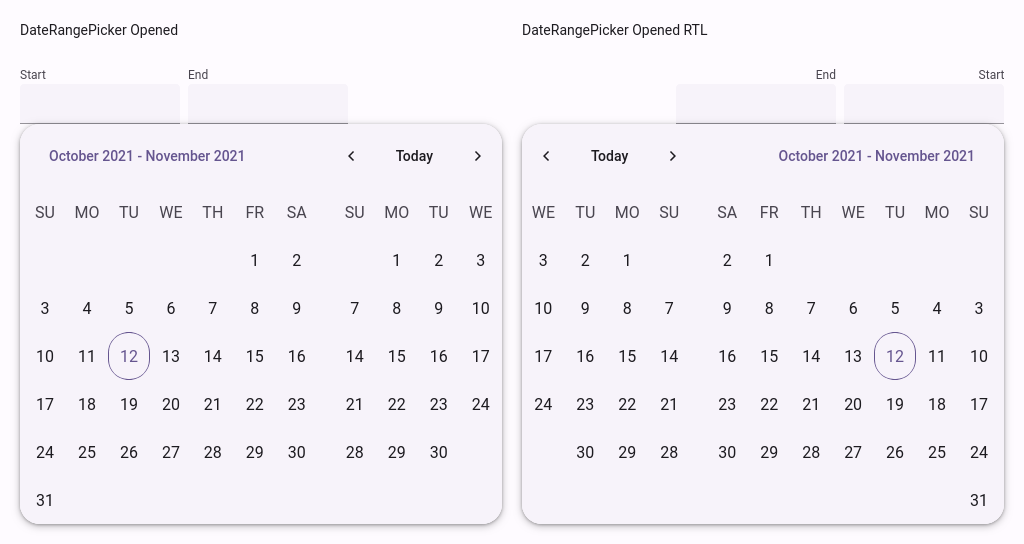 DateRangePicker Opened
Start End
October 2021 - November 2021 Today
SU MO TU WE TH FR SA SU MO TU WE
1 2 1 2 3
3 4 5 6 7 8 9 7 8 9 10
10 11 12 13 14 15 16 14 15 16 17
17 18 19 20 21 22 23 21 22 23 24
24 25 26 27 28 29 30 28 29 30
31
DateRangePicker Opened RTL
End Start
Today October 2021 - November 2021
WE TU MO SU SA FR TH WE TU MO SU
3 2 1 2 1
10 9 8 7 9 8 7 6 5 4 3
17 16 15 14 16 15 14 13 12 11 10
24 23 22 21 23 22 21 20 19 18 17
30 29 28 30 29 28 27 26 25 24
31